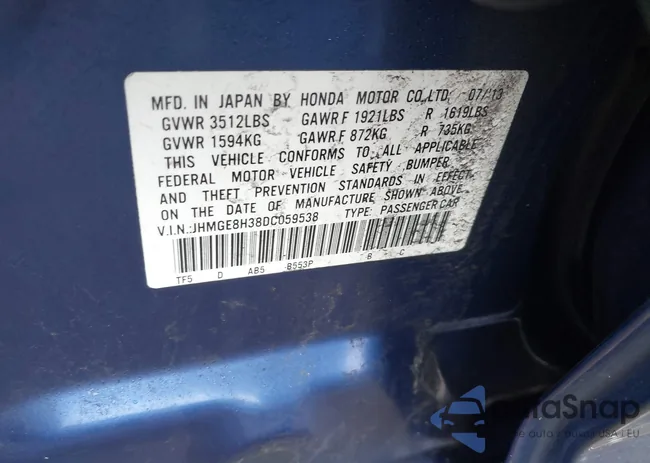 MFD. IN JAPAN BY HONDA MOTOR CO.,LTD. 07/13
GVWR 3512LBS GAWR F 1921LBS R 1619LBS
GVWR 1594KG GAWR F 872KG R 735KG
THIS VEHICLE CONFORMS TO ALL APPLICABLE
FEDERAL MOTOR VEHICLE SAFETY BUMPER
AND THEFT PREVENTION STANDARDS IN EFFECT
ON THE DATE OF MANUFACTURE SHOWN ABOVE
V.I.N.:JHMGE8H38DC059538 TYPE: PASSENGER CAR
TF5 D AB5 B553P B C